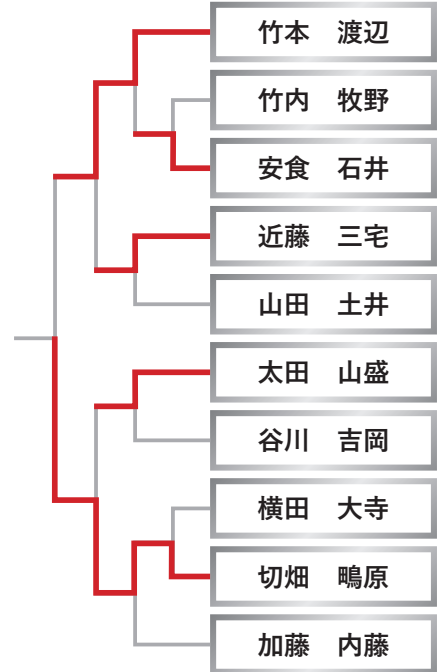 竹本　渡辺
竹内　牧野
安食　石井
近藤　三宅
山田　土井
太田　山盛
谷川　吉岡
横田　大寺
切畑　鴫原
加藤　内藤